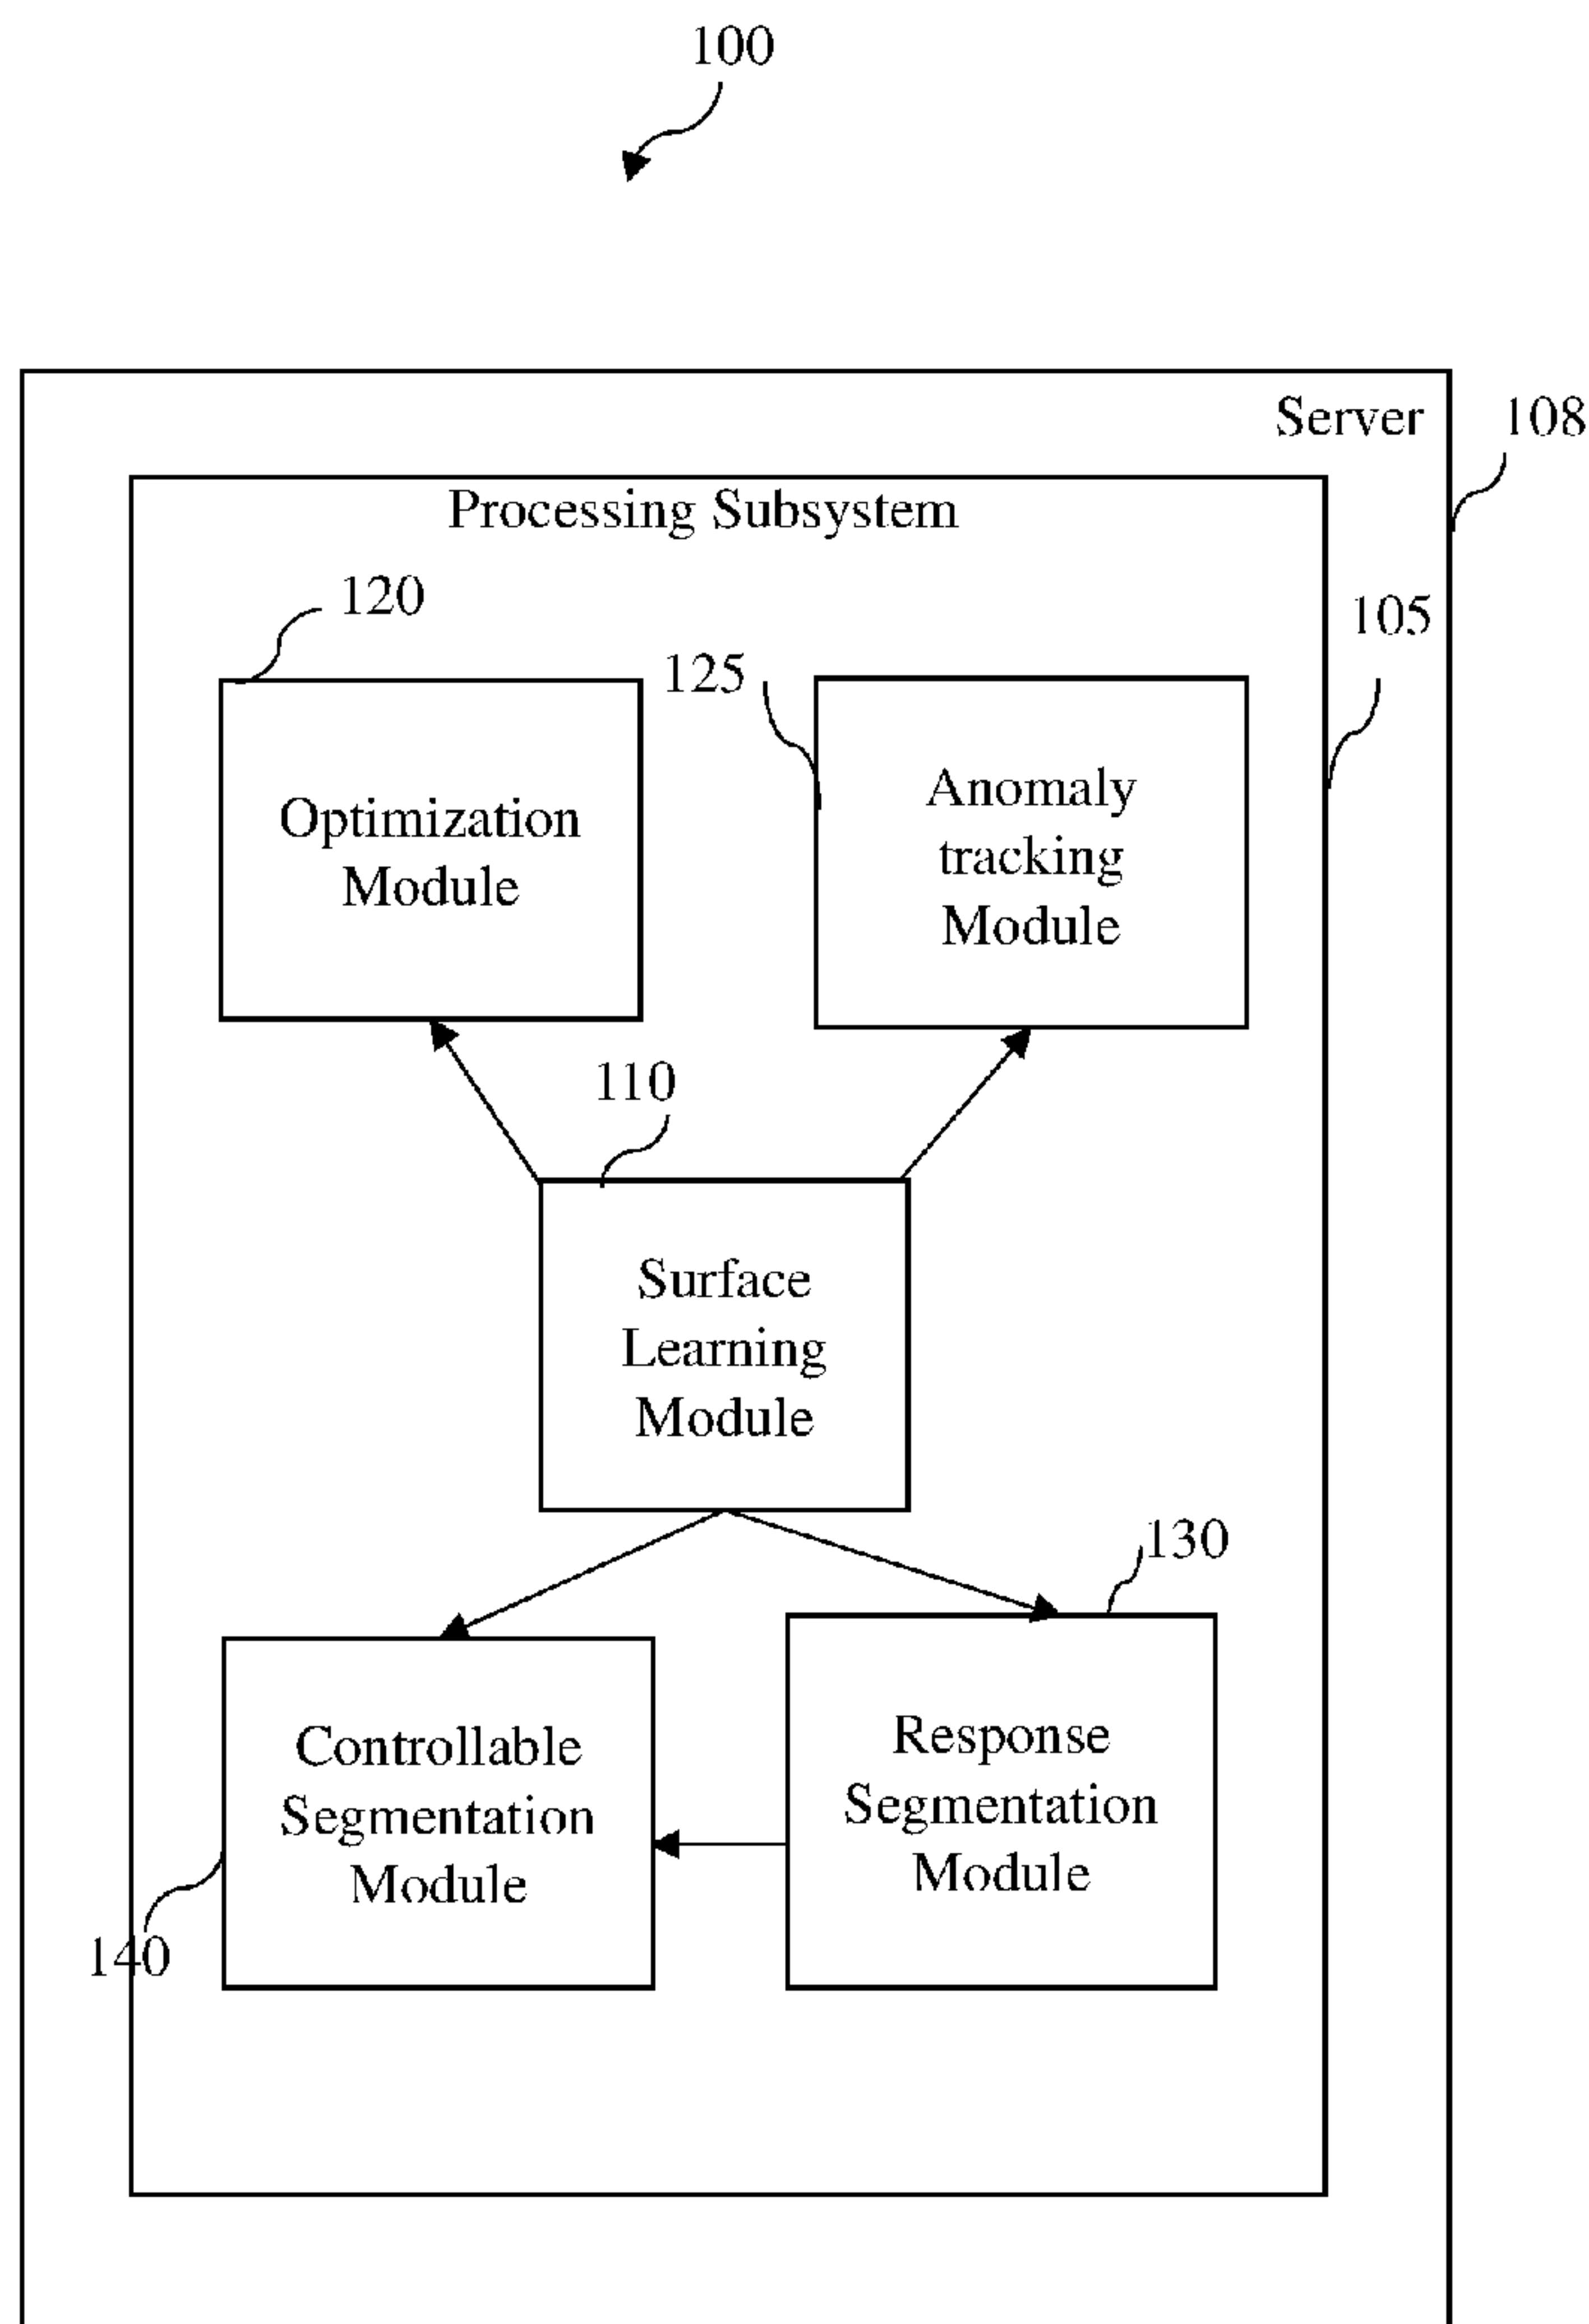 100
Server
108
Processing Subsystem
120
105
125
Optimization
Module
Anomaly
tracking
Module
110
Surface
Learning
Module
130
Controllable
Segmentation
Module
Response
Segmentation
Module
140